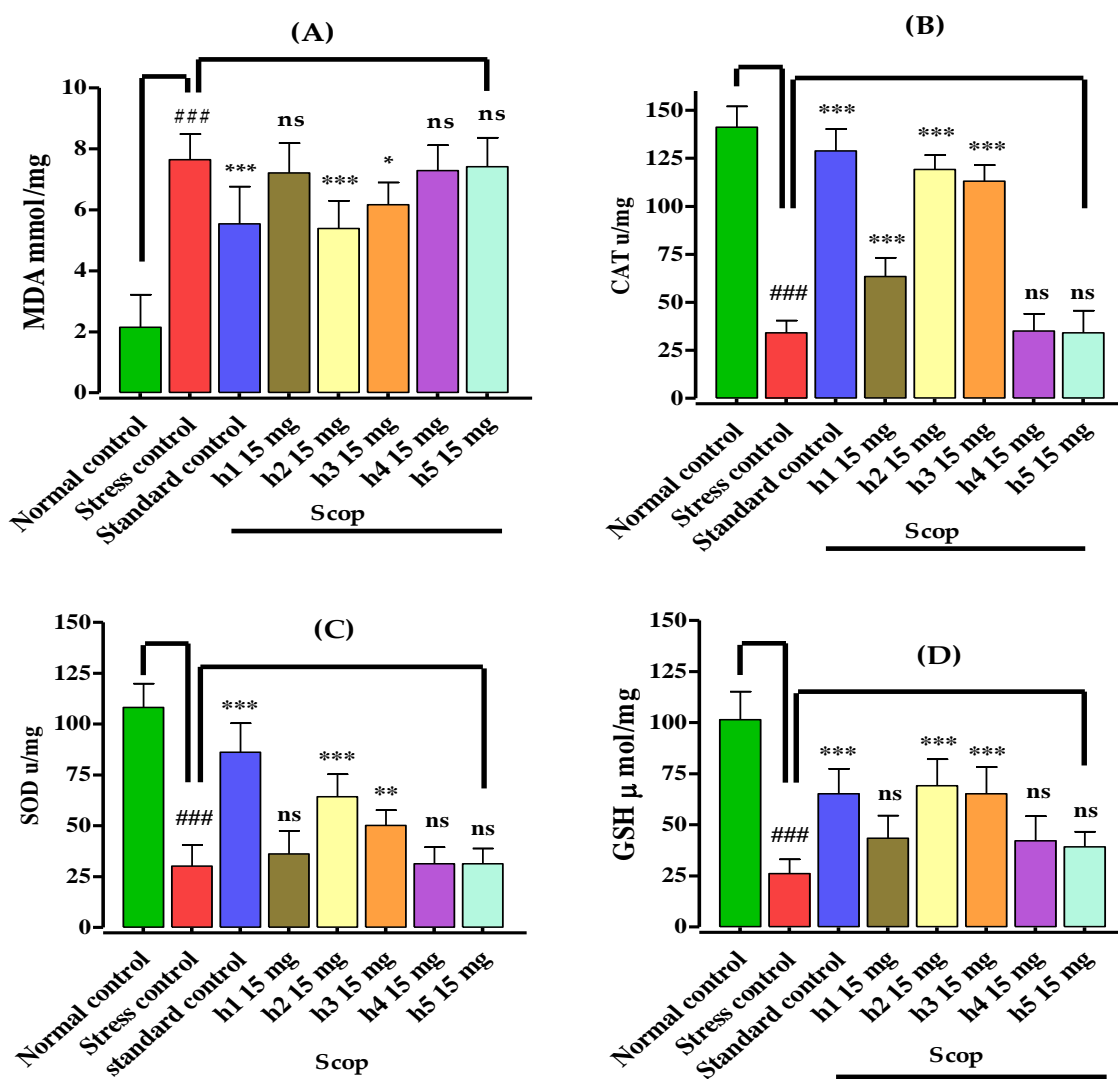 (A)
MDA mmol/mg
10
8
6
4
2
0
###
***
ns
***
*
ns
ns
Normal control
Stress control
Standard control
h1 15 mg
h2 15 mg
h3 15 mg
h4 15 mg
h5 15 mg
Scop
(B)
CAT u/mg
150
125
100
75
50
25
0
###
***
***
***
***
ns
ns
Normal control
Stress control
Standard control
h1 15 mg
h2 15 mg
h3 15 mg
h4 15 mg
h5 15 mg
Scop
(C)
SOD u/mg
150
125
100
75
50
25
0
###
***
ns
***
**
ns
ns
Normal control
Stress control
standard control
h1 15 mg
h2 15 mg
h3 15 mg
h4 15 mg
h5 15 mg
Scop
(D)
GSH μ mol/mg
150
125
100
75
50
25
0
###
***
ns
***
***
ns
ns
Normal control
Stress control
Standard control
h1 15 mg
h2 15 mg
h3 15 mg
h4 15 mg
h5 15 mg
Scop